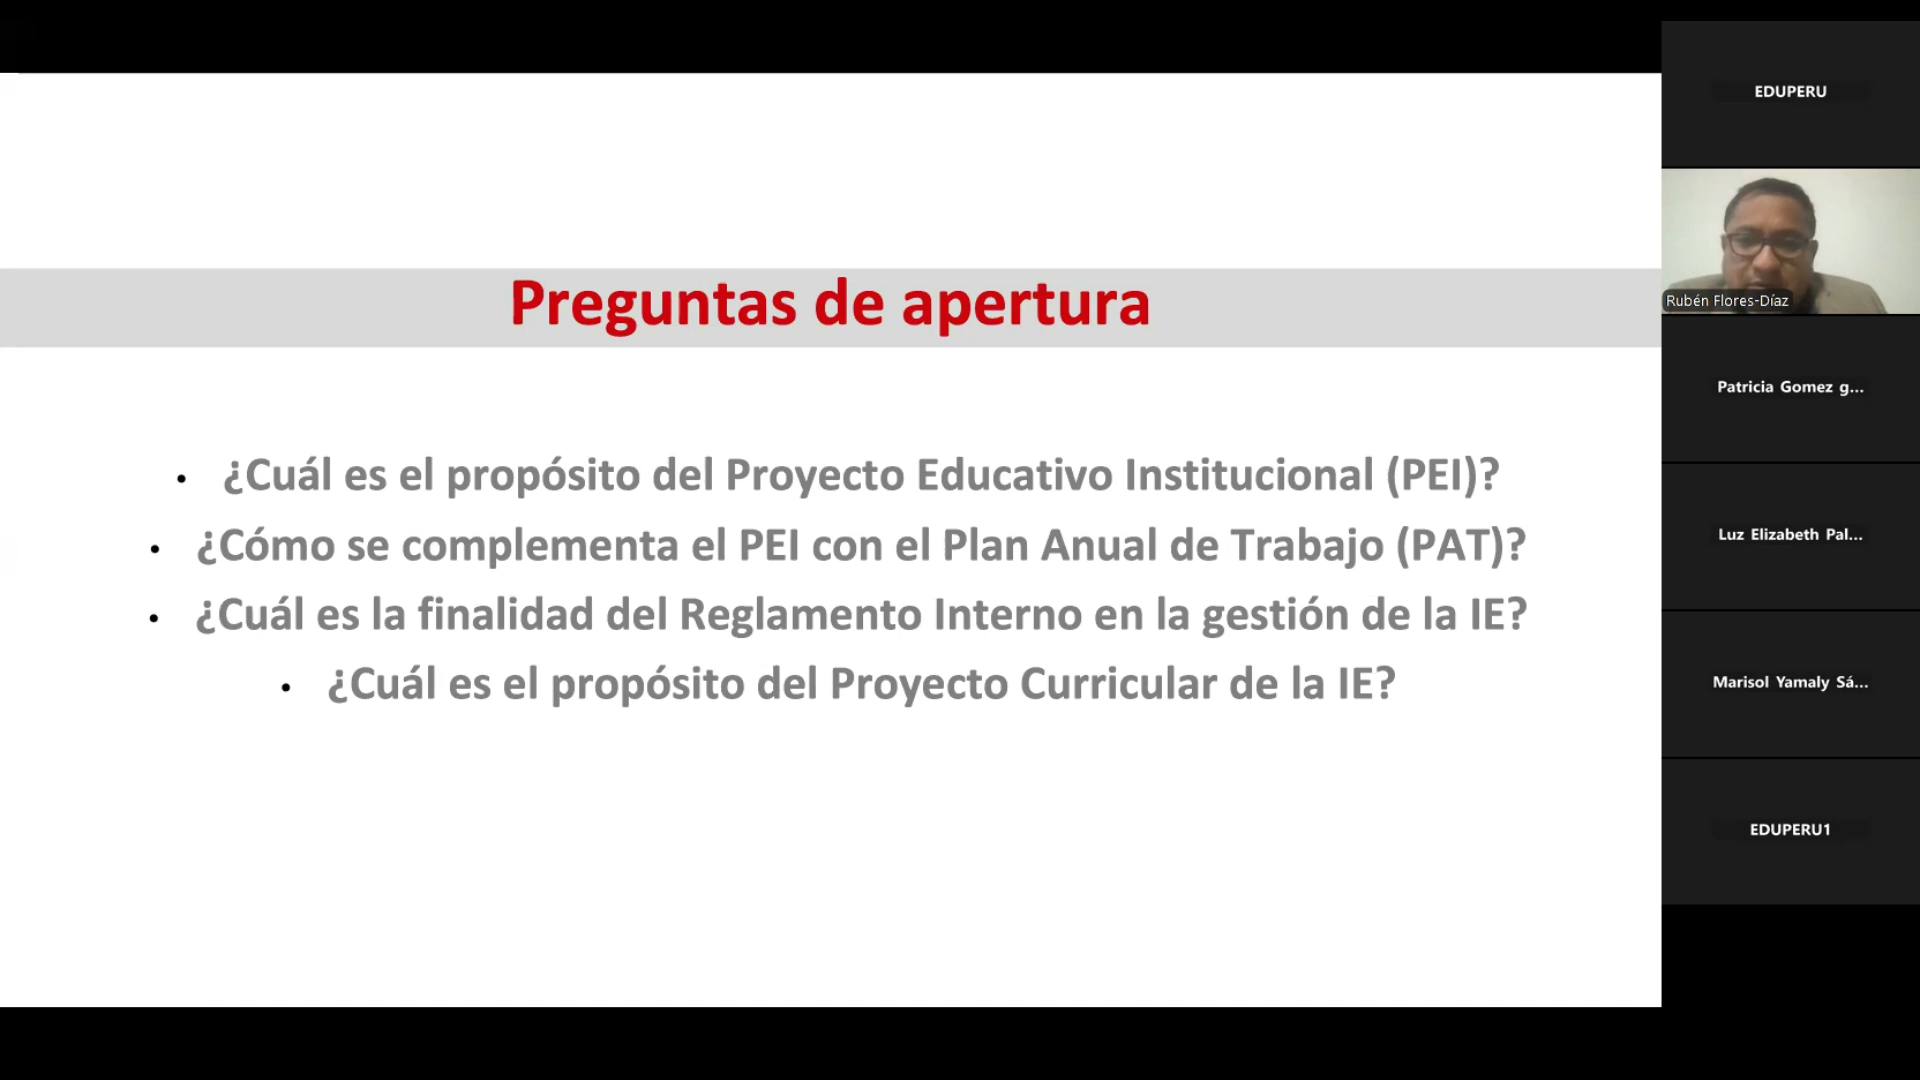 Preguntas de apertura
• ¿Cuál es el propósito del Proyecto Educativo Institucional (PEI)?
• ¿Cómo se complementa el PEI con el Plan Anual de Trabajo (PAT)?
• ¿Cuál es la finalidad del Reglamento Interno en la gestión de la IE?
• ¿Cuál es el propósito del Proyecto Curricular de la IE?
EDUPERU
Rubén Flores-Díaz
Patricia Gomez g...
Luz Elizabeth Pal...
Marisol Yamaly Sá...
EDUPERU1